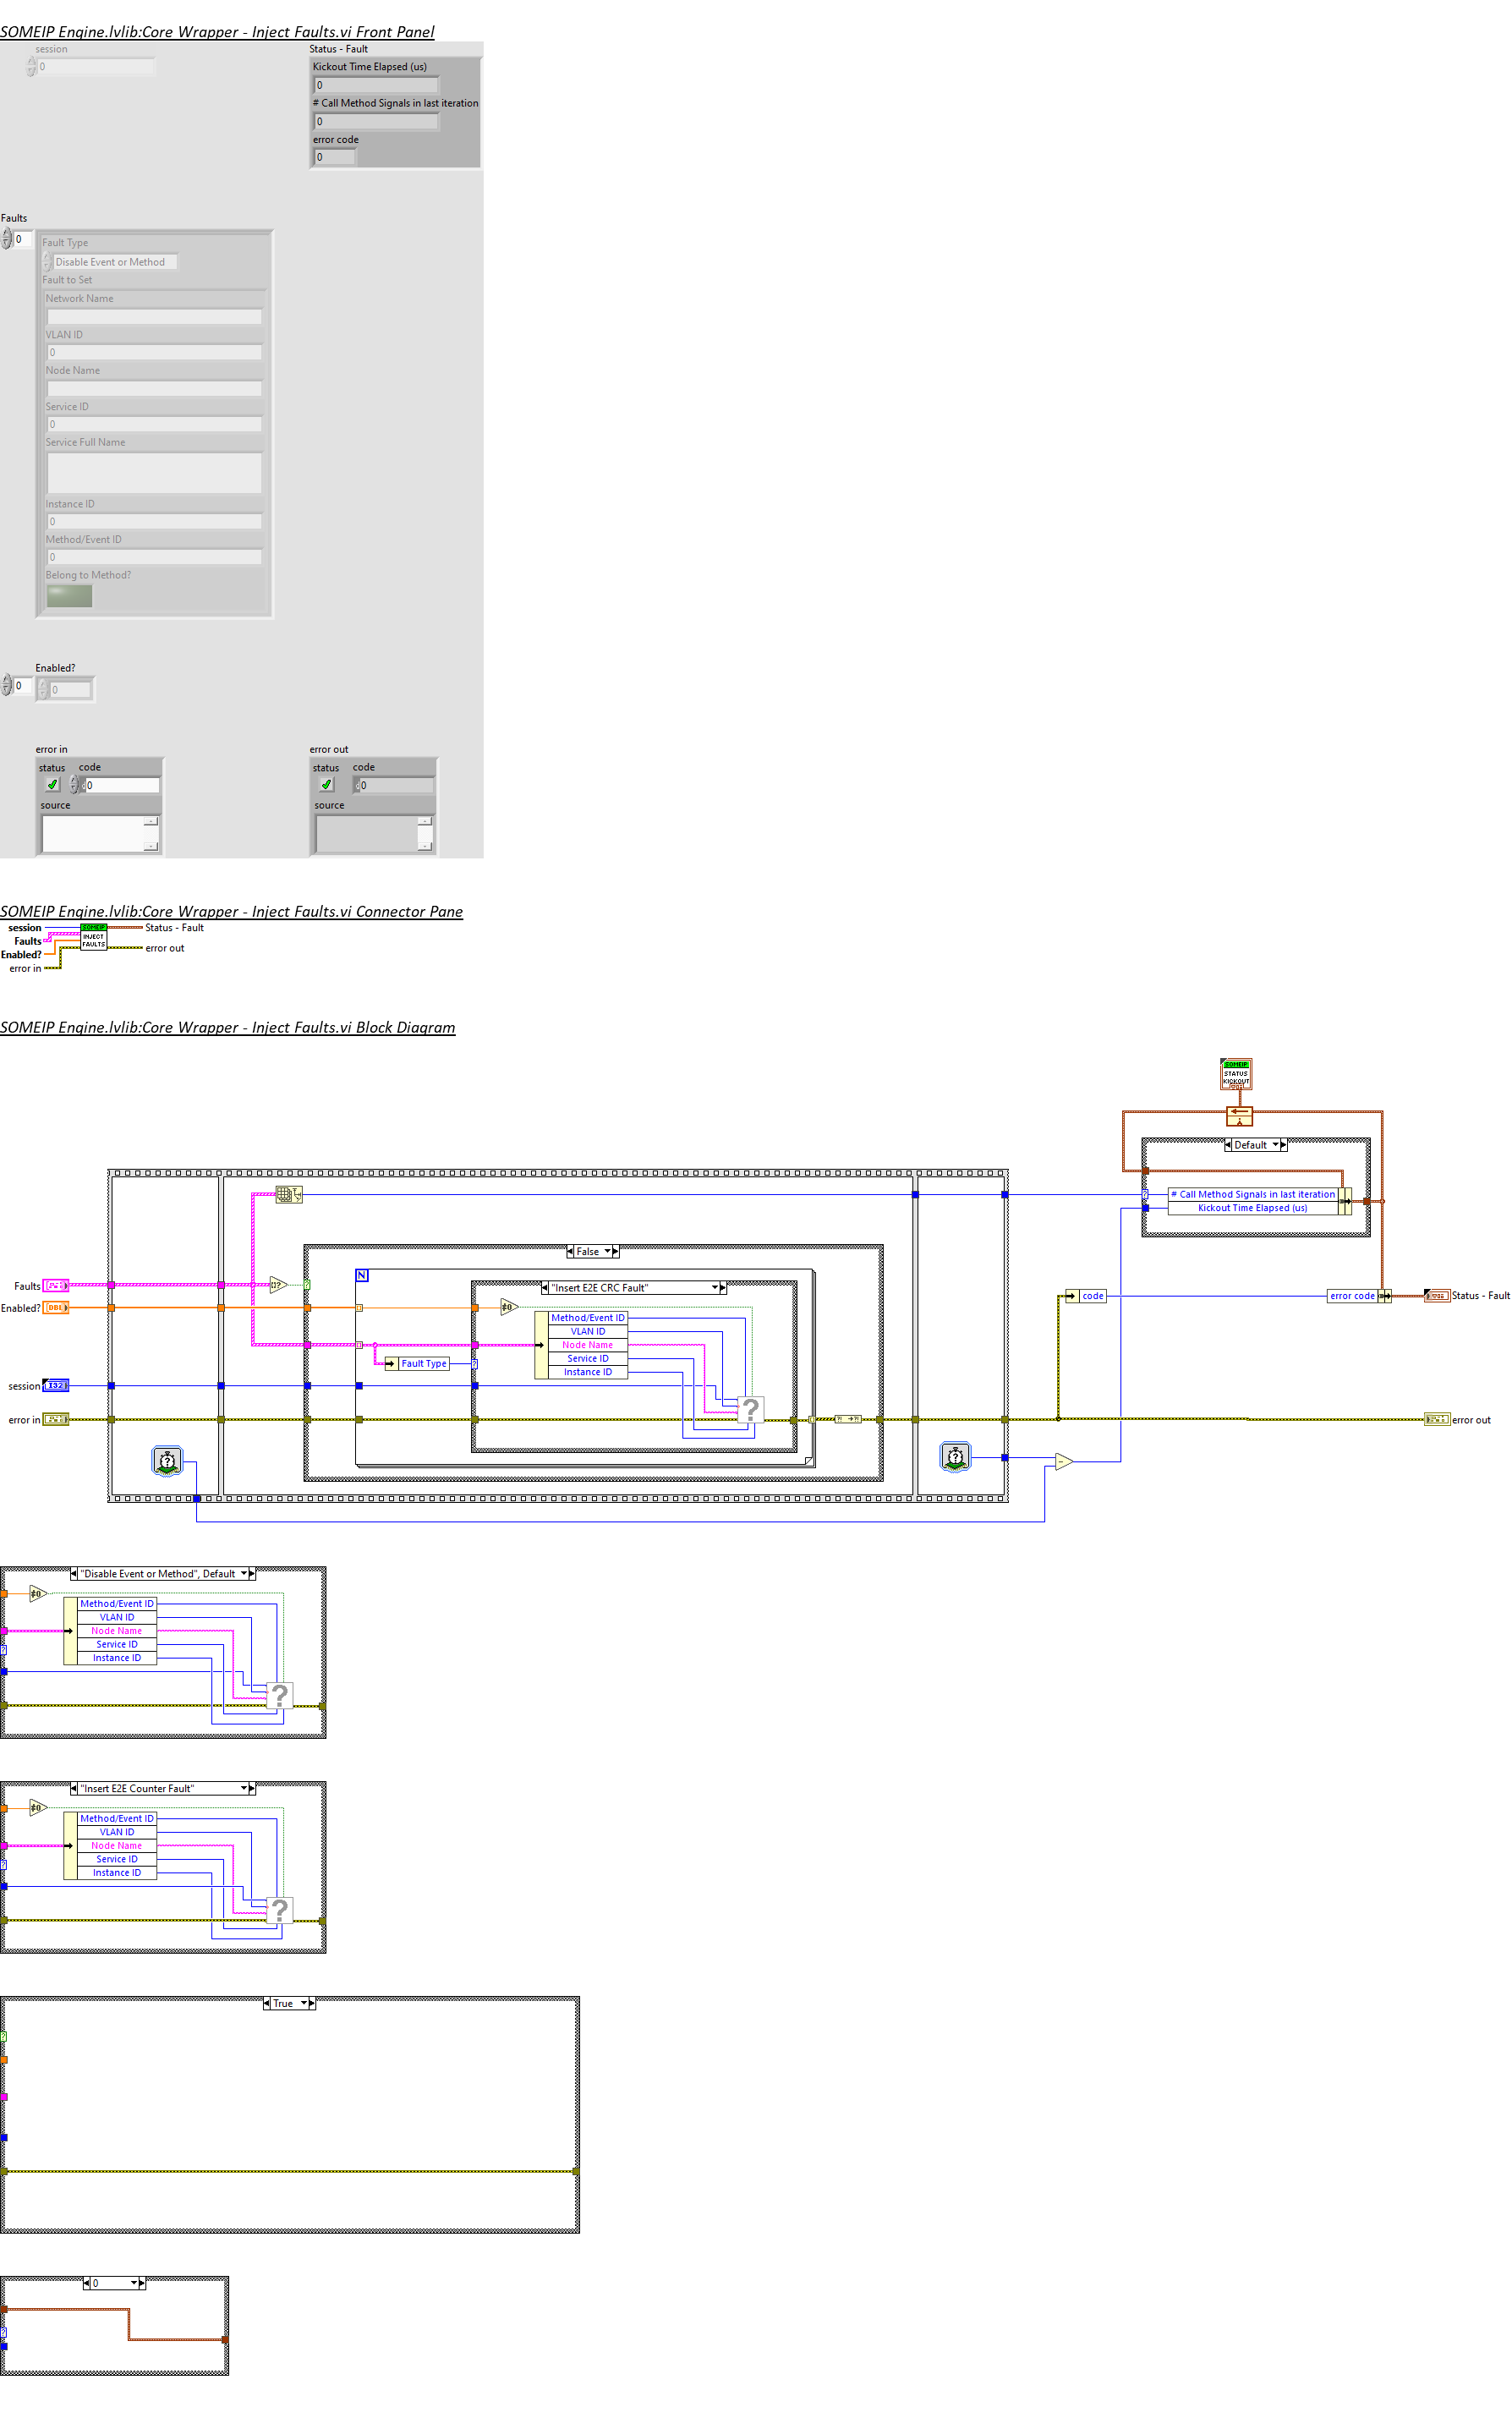 SOMEIP Engine.lvlib:Core Wrapper - Inject Faults.vi Front Panel
session
0
Status - Fault
Kickout Time Elapsed (us)
0
# Call Method Signals in last iteration
0
error code
0
Faults
0
Fault Type
Disable Event or Method
Fault to Set
Network Name
VLAN ID
0
Node Name
Service ID
0
Service Full Name
Instance ID
0
Method/Event ID
0
Belong to Method?
Enabled?
0
0
error in
status code
0
source
error out
status code
0
source
SOMEIP Engine.lvlib:Core Wrapper - Inject Faults.vi Connector Pane
session
Faults
Enabled?
error in
SOMEIP
INJECT
FAULTS
Status - Fault
error out
SOMEIP Engine.lvlib:Core Wrapper - Inject Faults.vi Block Diagram
SOMEIP
STATUS
KICKOUT
Default
# Call Method Signals in last iteration
Kickout Time Elapsed (us)
False
N
"Insert E2E CRC Fault"
Faults
Enabled?
DBL
≠0
Method/Event ID
VLAN ID
Node Name
Service ID
Instance ID
Fault Type
session
I32
error in
?
code
error code
Status - Fault
error out
"Disable Event or Method", Default
≠0
Method/Event ID
VLAN ID
Node Name
Service ID
Instance ID
?
"Insert E2E Counter Fault"
≠0
Method/Event ID
VLAN ID
Node Name
Service ID
Instance ID
?
True
0